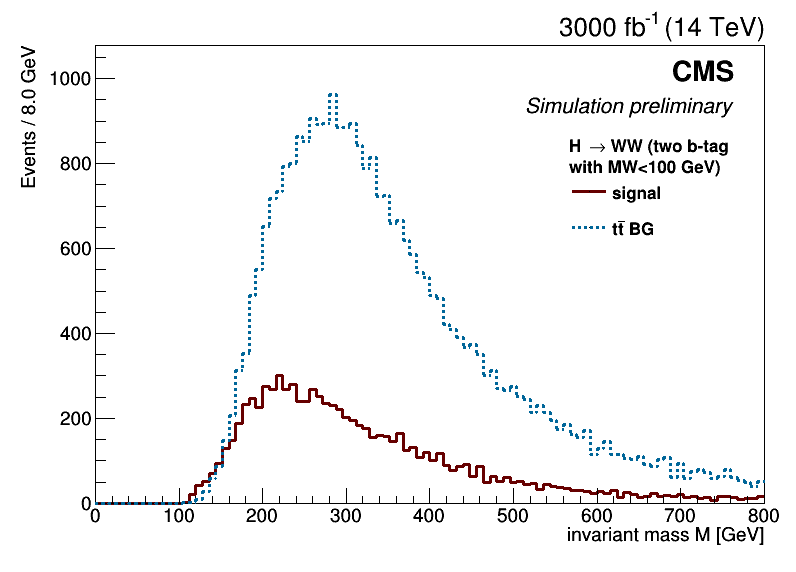 3000 fb⁻¹ (14 TeV)
Events / 8.0 GeV
CMS
Simulation preliminary
H → WW (two b-tag
with MW<100 GeV)
signal
tt̄ BG
1000
800
600
400
200
0
0 100 200 300 400 500 600 700 800
invariant mass M [GeV]